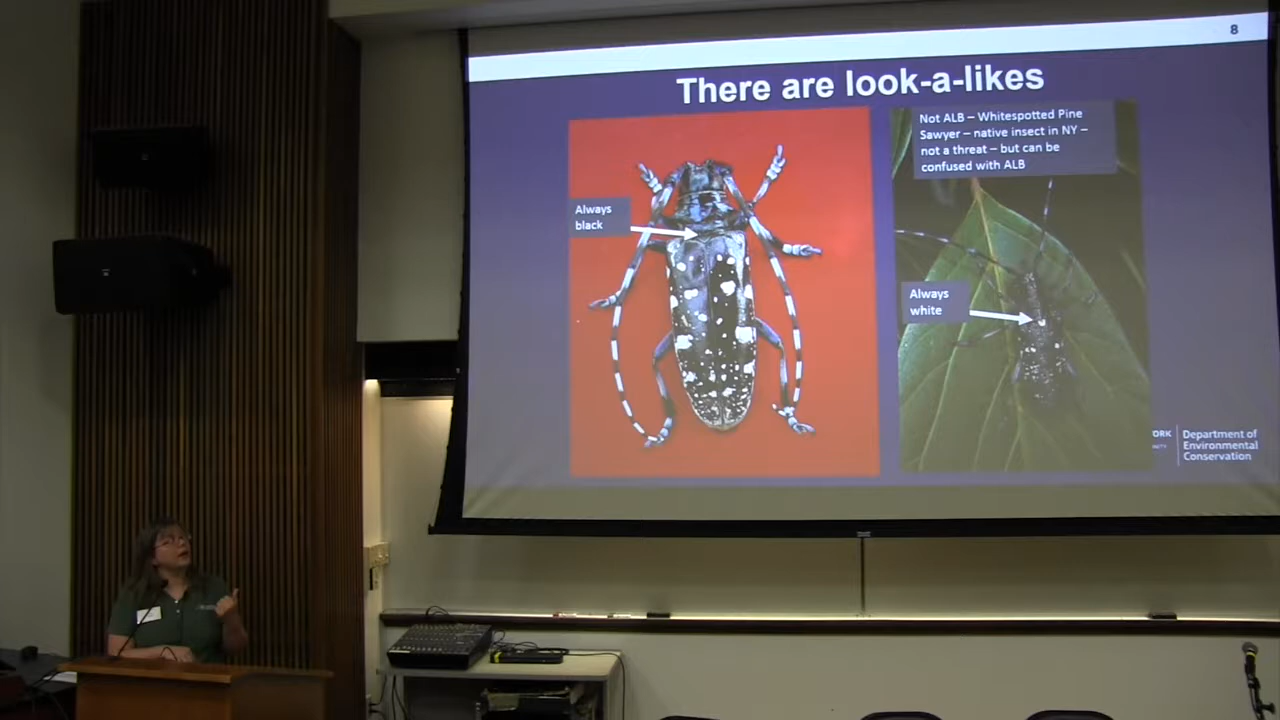 8
There are look-a-likes
Always
black
Not ALB – Whitespotted Pine
Sawyer – native insect in NY –
not a threat – but can be
confused with ALB
Always
white
ORK
Department of
Environmental
Conservation